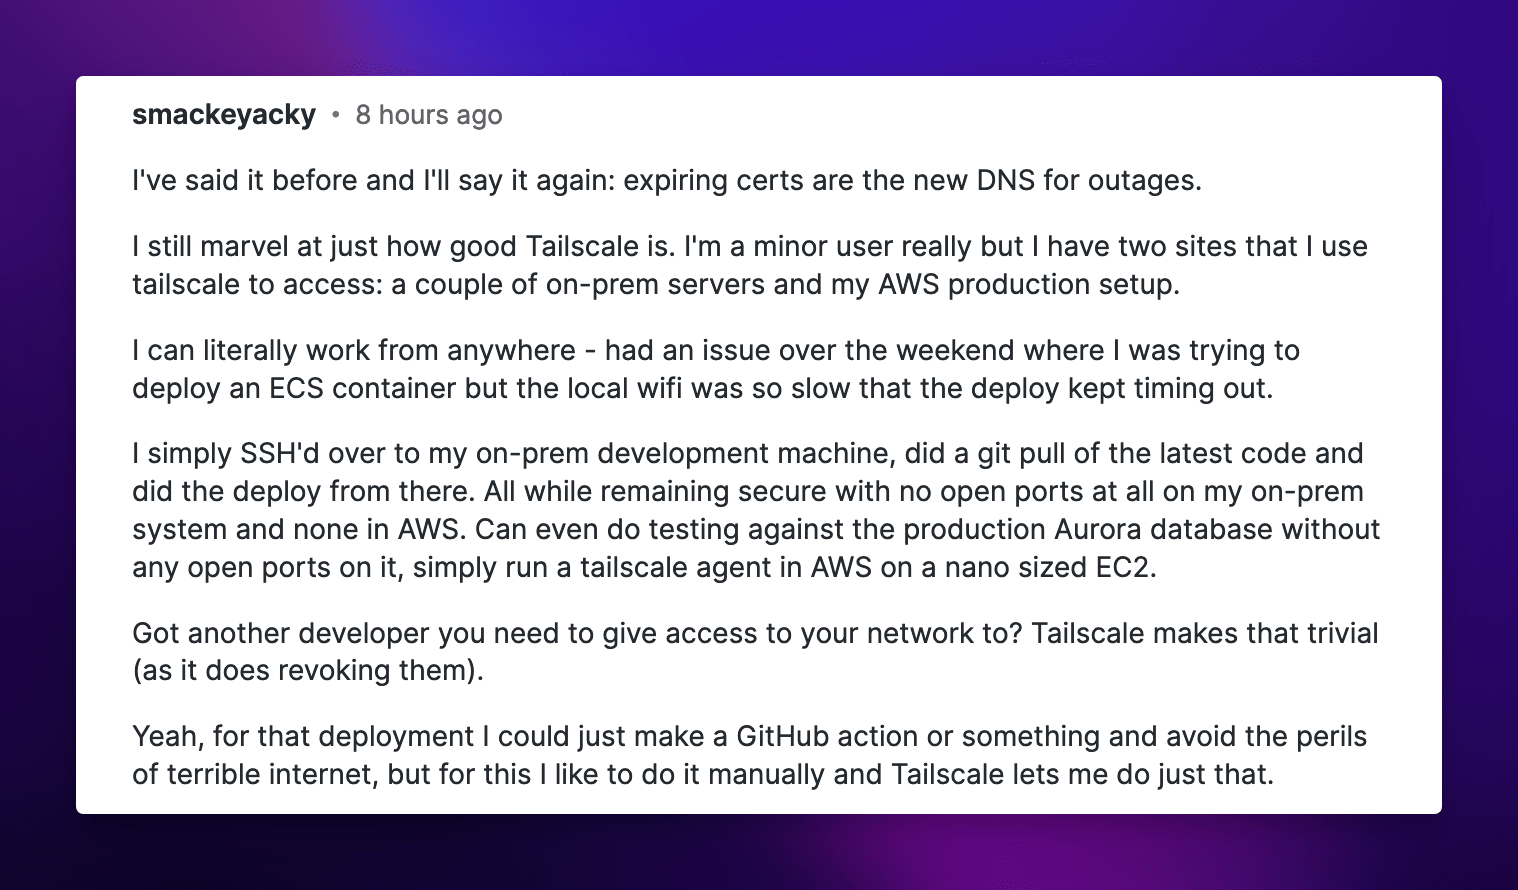 smackeyacky • 8 hours ago
I've said it before and I'll say it again: expiring certs are the new DNS for outages.
I still marvel at just how good Tailscale is. I'm a minor user really but I have two sites that I use
tailscale to access: a couple of on-prem servers and my AWS production setup.
I can literally work from anywhere - had an issue over the weekend where I was trying to
deploy an ECS container but the local wifi was so slow that the deploy kept timing out.
I simply SSH'd over to my on-prem development machine, did a git pull of the latest code and
did the deploy from there. All while remaining secure with no open ports at all on my on-prem
system and none in AWS. Can even do testing against the production Aurora database without
any open ports on it, simply run a tailscale agent in AWS on a nano sized EC2.
Got another developer you need to give access to your network to? Tailscale makes that trivial
(as it does revoking them).
Yeah, for that deployment I could just make a GitHub action or something and avoid the perils
of terrible internet, but for this I like to do it manually and Tailscale lets me do just that.